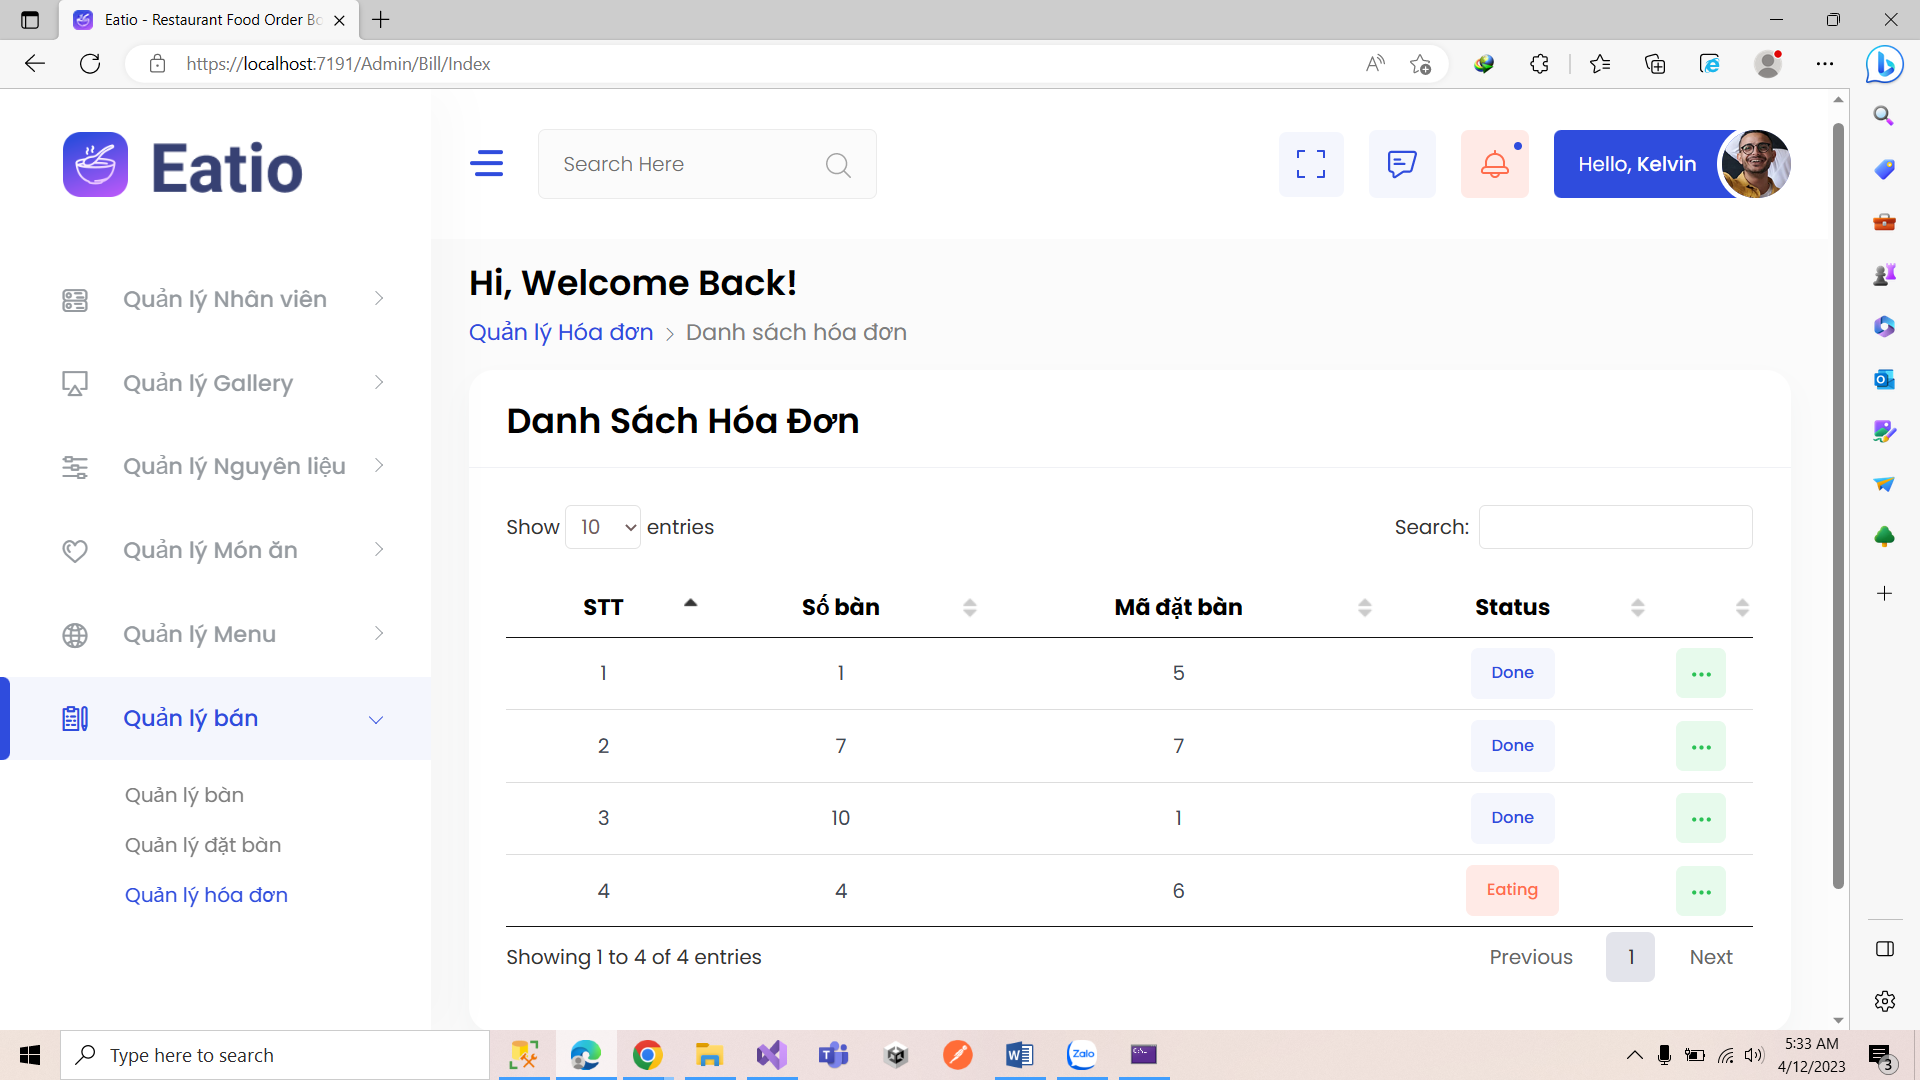 Eatio - Restaurant Food Order Bo
https://localhost:7191/Admin/Bill/Index
Eatio
Search Here
Hello, Kelvin
Quản lý Nhân viên
Quản lý Gallery
Quản lý Nguyên liệu
Quản lý Món ăn
Quản lý Menu
Quản lý bán
Quản lý bàn
Quản lý đặt bàn
Quản lý hóa đơn
Hi, Welcome Back!
Quản lý Hóa đơn > Danh sách hóa đơn
Danh Sách Hóa Đơn
Show 10 entries
Search:
STT Số bàn Mã đặt bàn Status
1 1 5 Done ...
2 7 7 Done ...
3 10 1 Done ...
4 4 6 Eating ...
Showing 1 to 4 of 4 entries
Previous 1 Next
Type here to search
Zalo
5:33 AM
4/12/2023
3